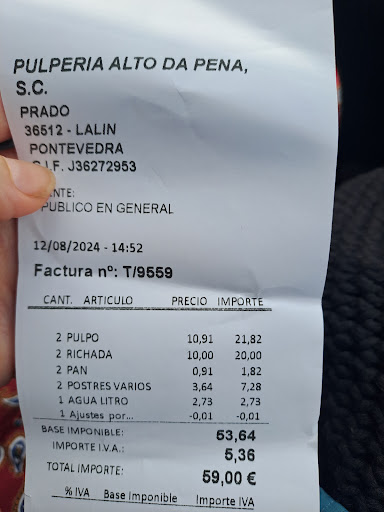 PULPERIA ALTO DA PENA,
S.C.
PRADO
36512 - LALIN
PONTEVEDRA
C.I.F. J36272953
PUBLICO EN GENERAL
12/08/2024 - 14:52
Factura nº: T/9559
CANT. ARTICULO PRECIO IMPORTE
2 PULPO 10,91 21,82
2 RICHADA 10,00 20,00
2 PAN 0,91 1,82
2 POSTRES VARIOS 3,64 7,28
1 AGUA LITRO 2,73 2,73
1 Ajustes por... -0,01 -0,01
BASE IMPONIBLE: 53,64
IMPORTE I.V.A.: 5,36
TOTAL IMPORTE: 59,00 €
% IVA Base Imponible Importe IVA